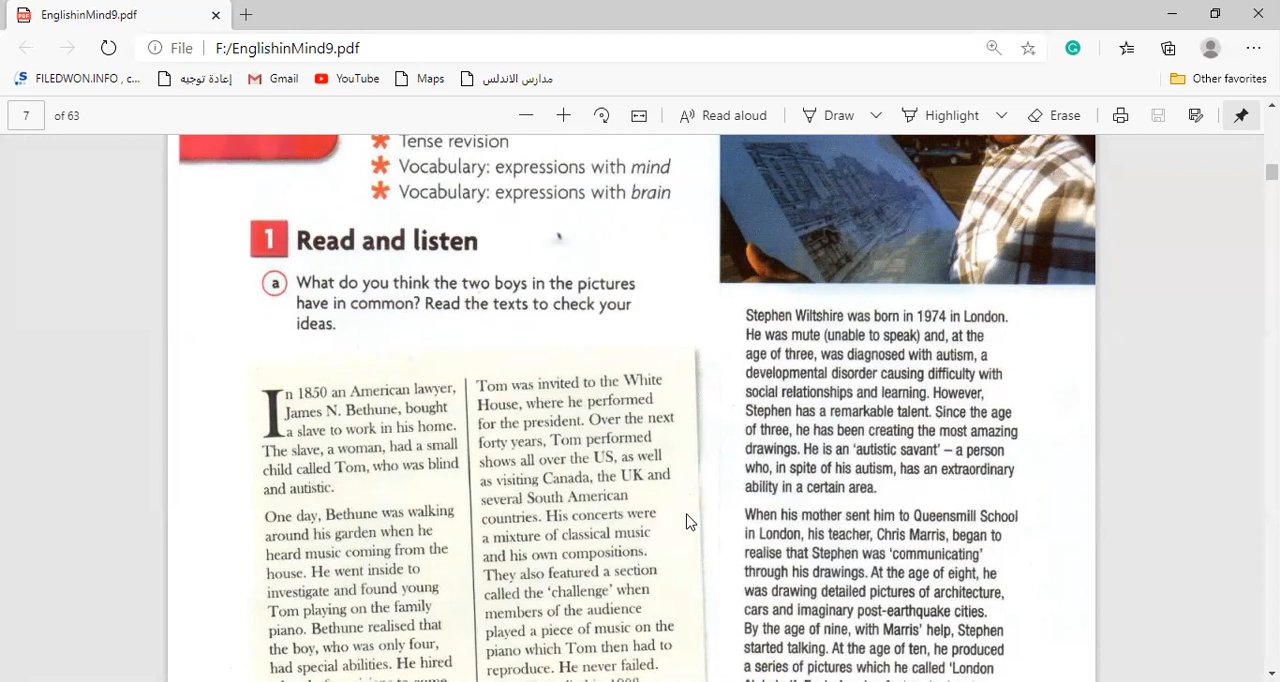 EnglishinMind9.pdf
File
F:/EnglishinMind9.pdf
FILEDWON.INFO , c...
إعادة توجيه
Gmail
YouTube
Maps
مدارس الاندلس
Other favorites
7 of 63
Read aloud
Draw
Highlight
Erase
Tense revision
Vocabulary: expressions with mind
Vocabulary: expressions with brain
1 Read and listen
a What do you think the two boys in the pictures
have in common? Read the texts to check your
ideas.
In 1850 an American lawyer,
James N. Bethune, bought
a slave to work in his home.
The slave, a woman, had a small
child called Tom, who was blind
and autistic.
One day, Bethune was walking
around his garden when he
heard music coming from the
house. He went inside to
investigate and found young
Tom playing on the family
piano. Bethune realised that
the boy, who was only four,
had special abilities. He hired
Tom was invited to the White
House, where he performed
for the president. Over the next
forty years, Tom performed
shows all over the US, as well
as visiting Canada, the UK and
several South American
countries. His concerts were
a mixture of classical music
and his own compositions.
They also featured a section
called the 'challenge' when
members of the audience
played a piece of music on the
piano which Tom then had to
reproduce. He never failed.
Stephen Wiltshire was born in 1974 in London.
He was mute (unable to speak) and, at the
age of three, was diagnosed with autism, a
developmental disorder causing difficulty with
social relationships and learning. However,
Stephen has a remarkable talent. Since the age
of three, he has been creating the most amazing
drawings. He is an 'autistic savant' – a person
who, in spite of his autism, has an extraordinary
ability in a certain area.
When his mother sent him to Queensmill School
in London, his teacher, Chris Marris, began to
realise that Stephen was 'communicating'
through his drawings. At the age of eight, he
was drawing detailed pictures of architecture,
cars and imaginary post-earthquake cities.
By the age of nine, with Marris' help, Stephen
started talking. At the age of ten, he produced
a series of pictures which he called 'London